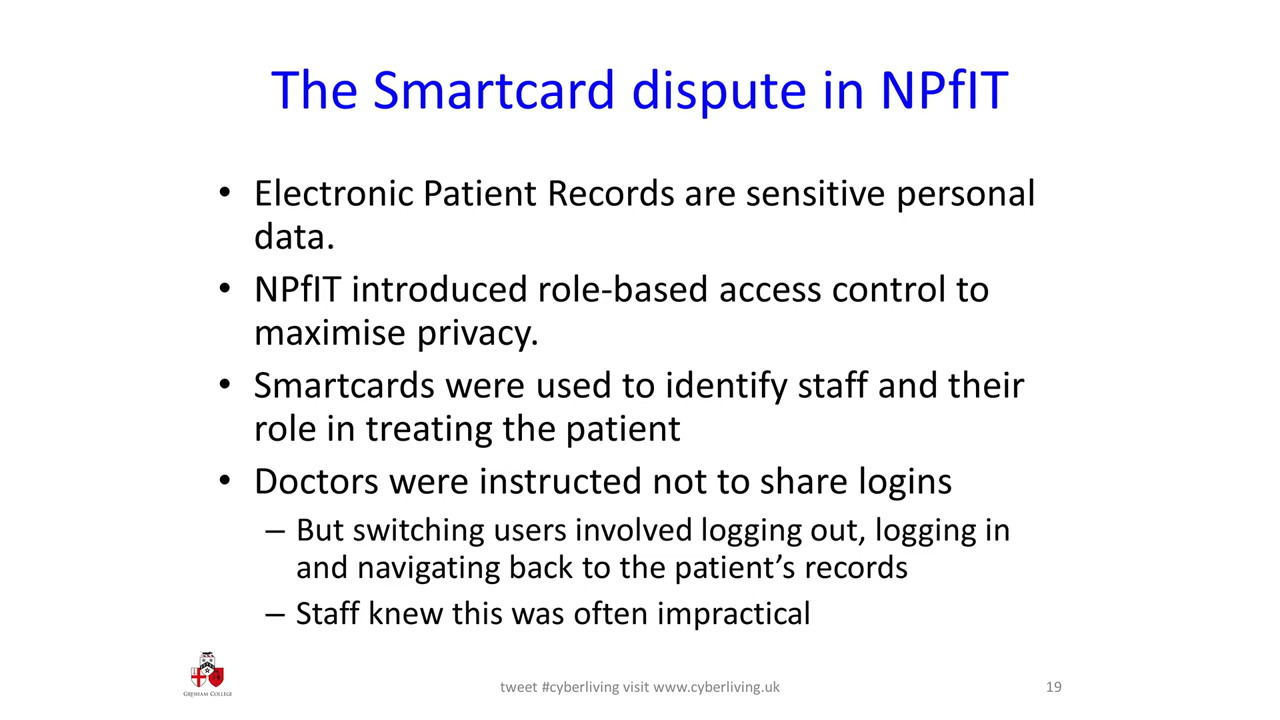 The Smartcard dispute in NPfIT
• Electronic Patient Records are sensitive personal
data.
• NPfIT introduced role-based access control to
maximise privacy.
• Smartcards were used to identify staff and their
role in treating the patient
• Doctors were instructed not to share logins
– But switching users involved logging out, logging in
and navigating back to the patient’s records
– Staff knew this was often impractical
GRESHAM COLLEGE
tweet #cyberliving visit www.cyberliving.uk
19